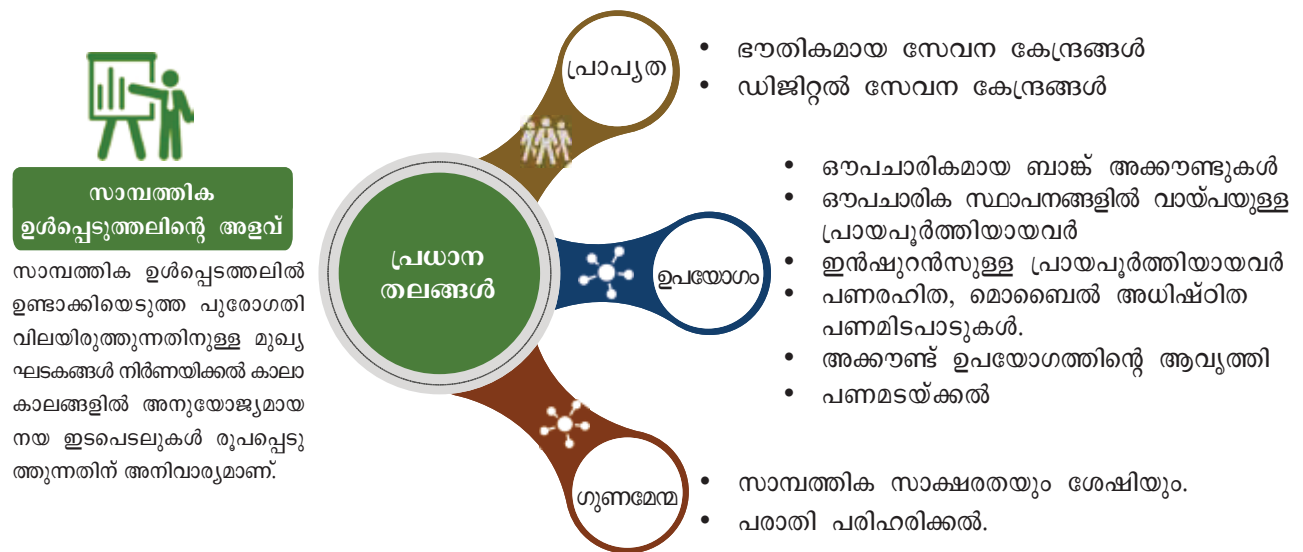 സാമ്പത്തിക
ഉൾപ്പെടുത്തലിന്റെ അളവ്
സാമ്പത്തിക ഉൾപ്പെടത്തലിൽ
ഉണ്ടാക്കിയെടുത്ത പുരോഗതി
വിലയിരുത്തുന്നതിനുള്ള മുഖ്യ
ഘടകങ്ങൾ നിർണയിക്കൽ കാലാ
കാലങ്ങളിൽ അനുയോജ്യമായ
നയ ഇടപെടലുകൾ രൂപപ്പെടു
ത്തുന്നതിന് അനിവാര്യമാണ്.
പ്രധാന
തലങ്ങൾ
പ്രാപ്യത
• ഭൗതികമായ സേവന കേന്ദ്രങ്ങൾ
• ഡിജിറ്റൽ സേവന കേന്ദ്രങ്ങൾ
ഉപയോഗം
• ഔപചാരികമായ ബാങ്ക് അക്കൗണ്ടുകൾ
• ഔപചാരിക സ്ഥാപനങ്ങളിൽ വായ്പയുള്ള
പ്രായപൂർത്തിയായവർ
• ഇൻഷുറൻസുള്ള പ്രായപൂർത്തിയായവർ
• പണരഹിത, മൊബൈൽ അധിഷ്ഠിത
പണമിടപാടുകൾ.
• അക്കൗണ്ട് ഉപയോഗത്തിന്റെ ആവൃത്തി
• പണമടയ്ക്കൽ
ഗുണമേന്മ
• സാമ്പത്തിക സാക്ഷരതയും ശേഷിയും.
• പരാതി പരിഹരിക്കൽ.